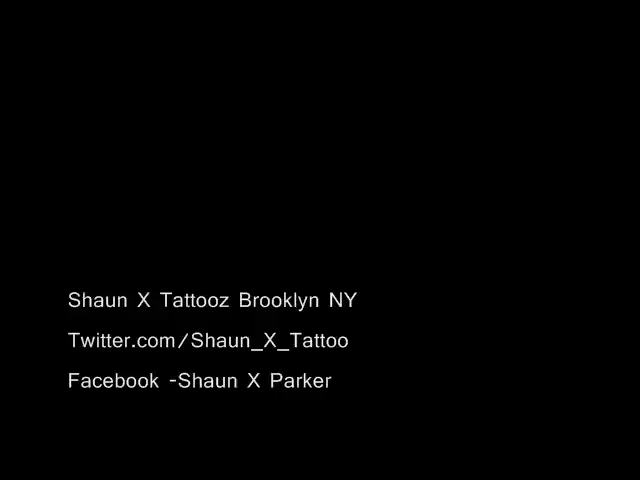 Shaun X Tattooz Brooklyn NY
Twitter.com/Shaun_X_Tattoo
Facebook -Shaun X Parker